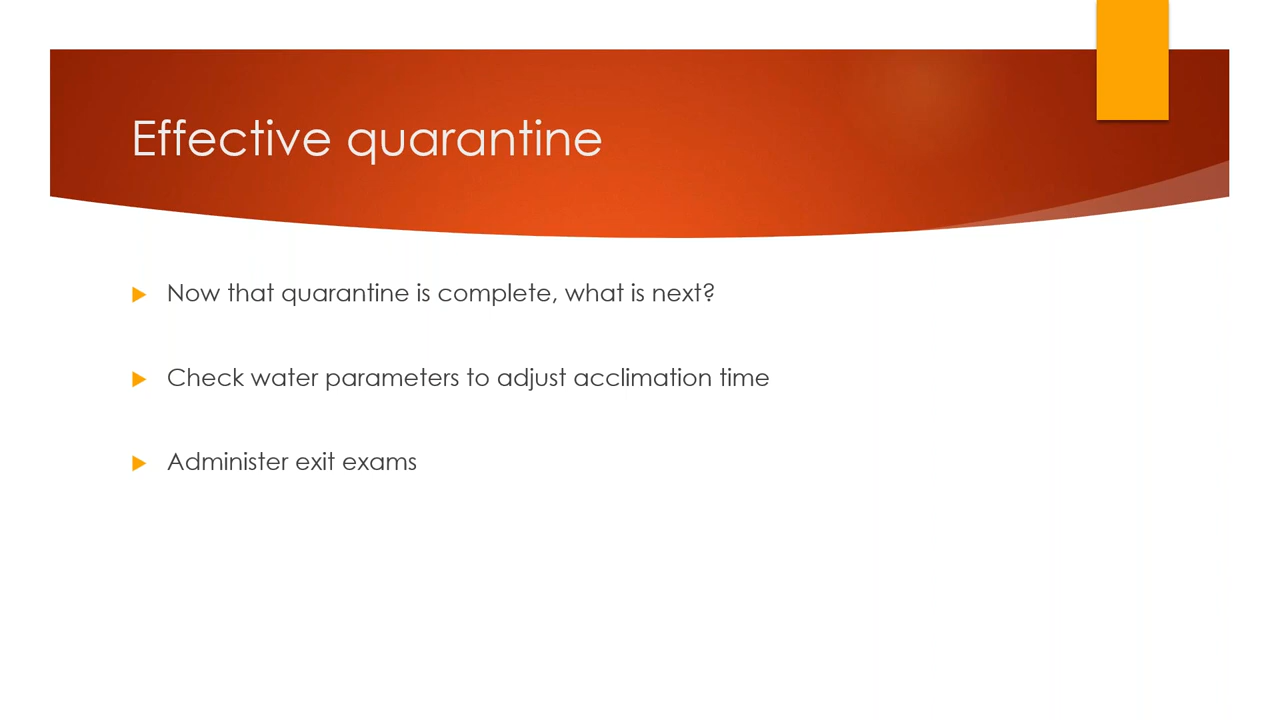 Effective quarantine
Now that quarantine is complete, what is next?
Check water parameters to adjust acclimation time
Administer exit exams